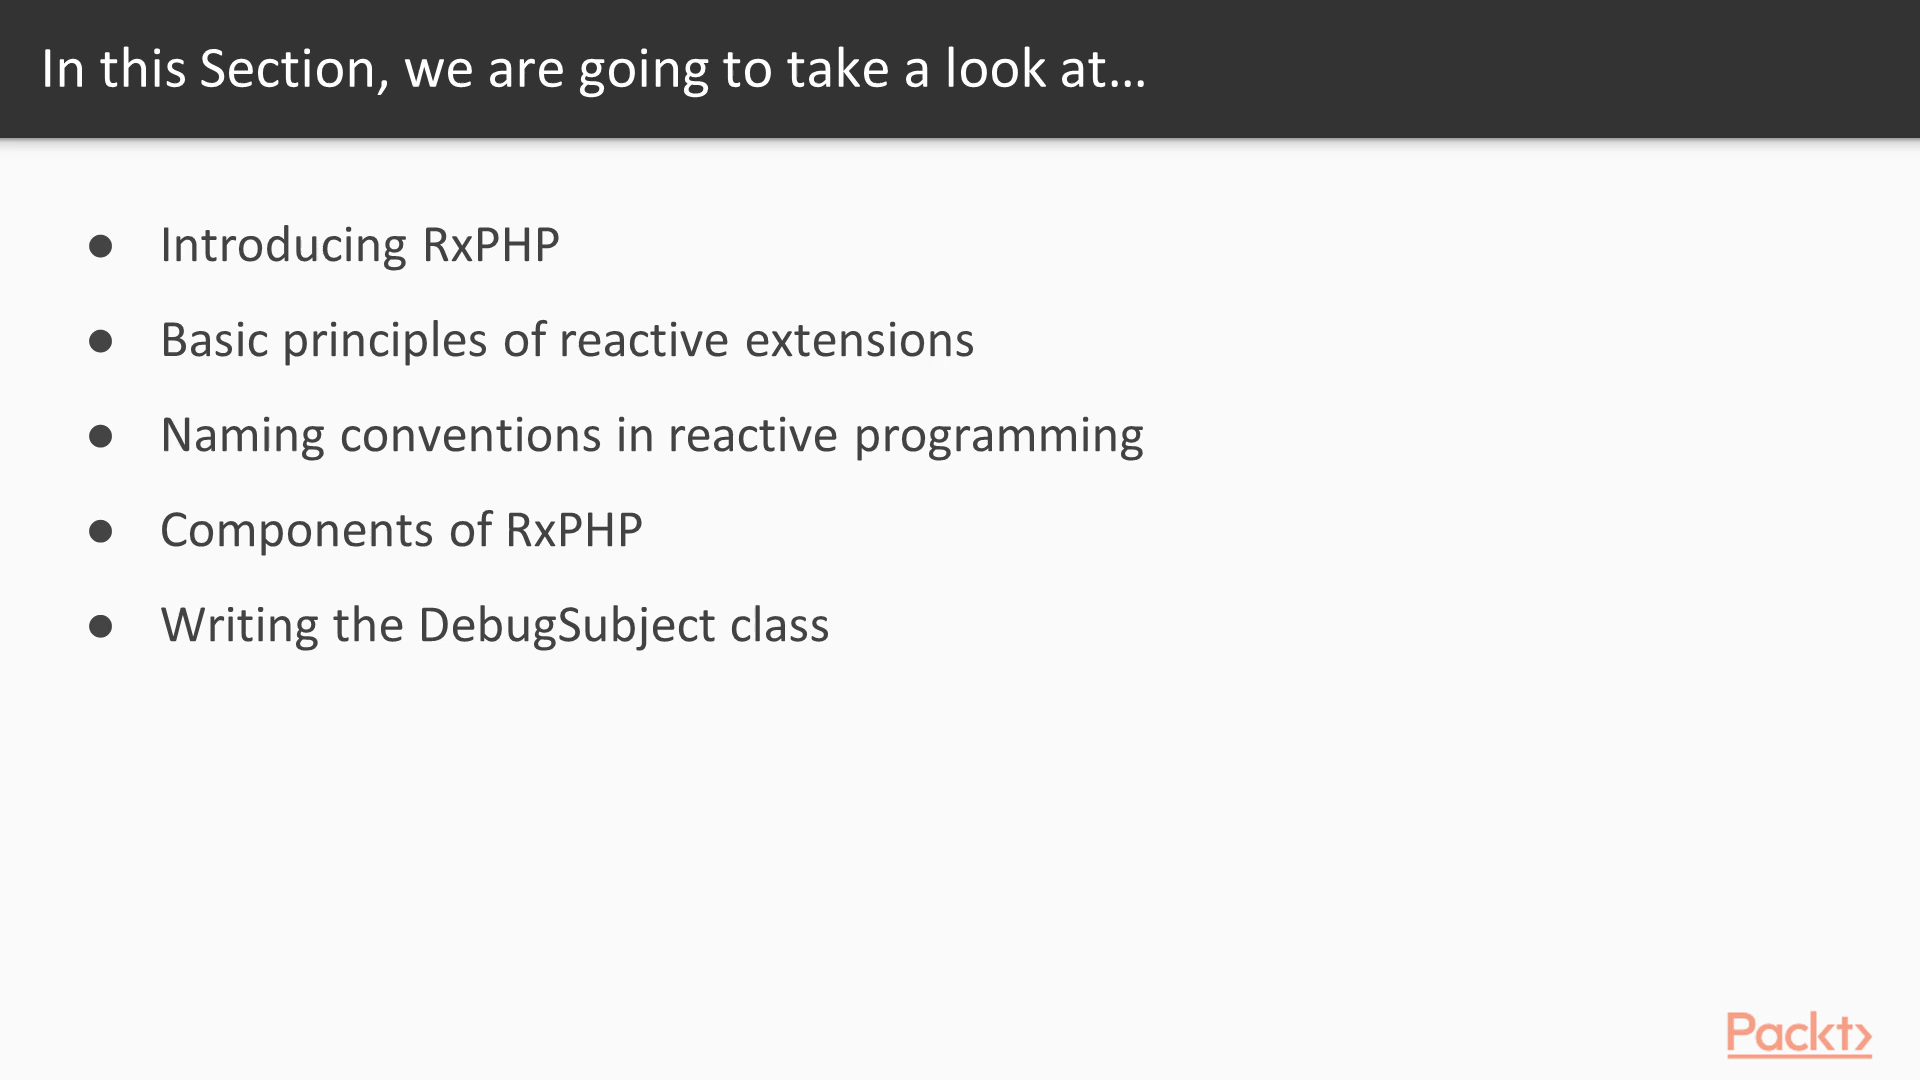 In this Section, we are going to take a look at...
● Introducing RxPHP
● Basic principles of reactive extensions
● Naming conventions in reactive programming
● Components of RxPHP
● Writing the DebugSubject class
Packt>